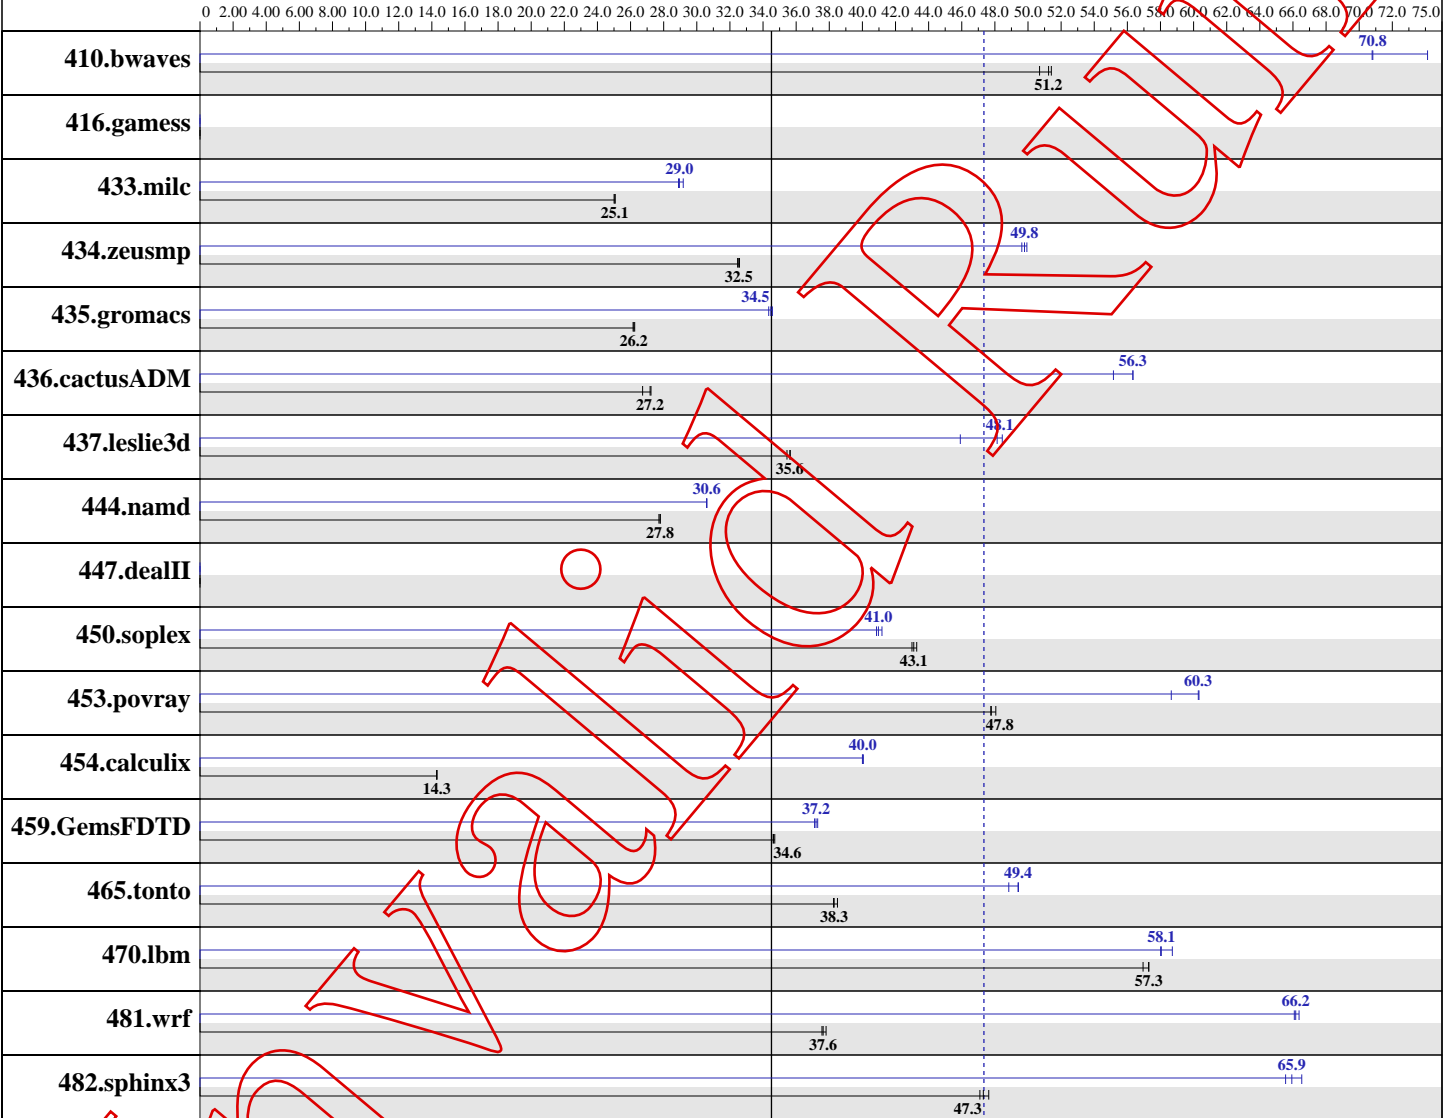 0 2.00 4.00 6.00 8.00 10.0 12.0 14.0 16.0 18.0 20.0 22.0 24.0 26.0 28.0 30.0 32.0 34.0 36.0 38.0 40.0 42.0 44.0 46.0 48.0 50.0 52.0 54.0 56.0 58.0 60.0 62.0 64.0 66.0 68.0 70.0 72.0 75.0
410.bwaves 70.8
51.2
416.gamess
433.milc 29.0
25.1
434.zeusmp 49.8
32.5
435.gromacs 34.5
26.2
436.cactusADM 56.3
27.2
437.leslie3d 48.1
35.6
444.namd 30.6
27.8
447.dealII
450.soplex 41.0
43.1
453.povray 60.3
47.8
454.calculix 40.0
14.3
459.GemsFDTD 37.2
34.6
465.tonto 49.4
38.3
470.lbm 58.1
57.3
481.wrf 66.2
37.6
482.sphinx3 65.9
47.3
valid Run